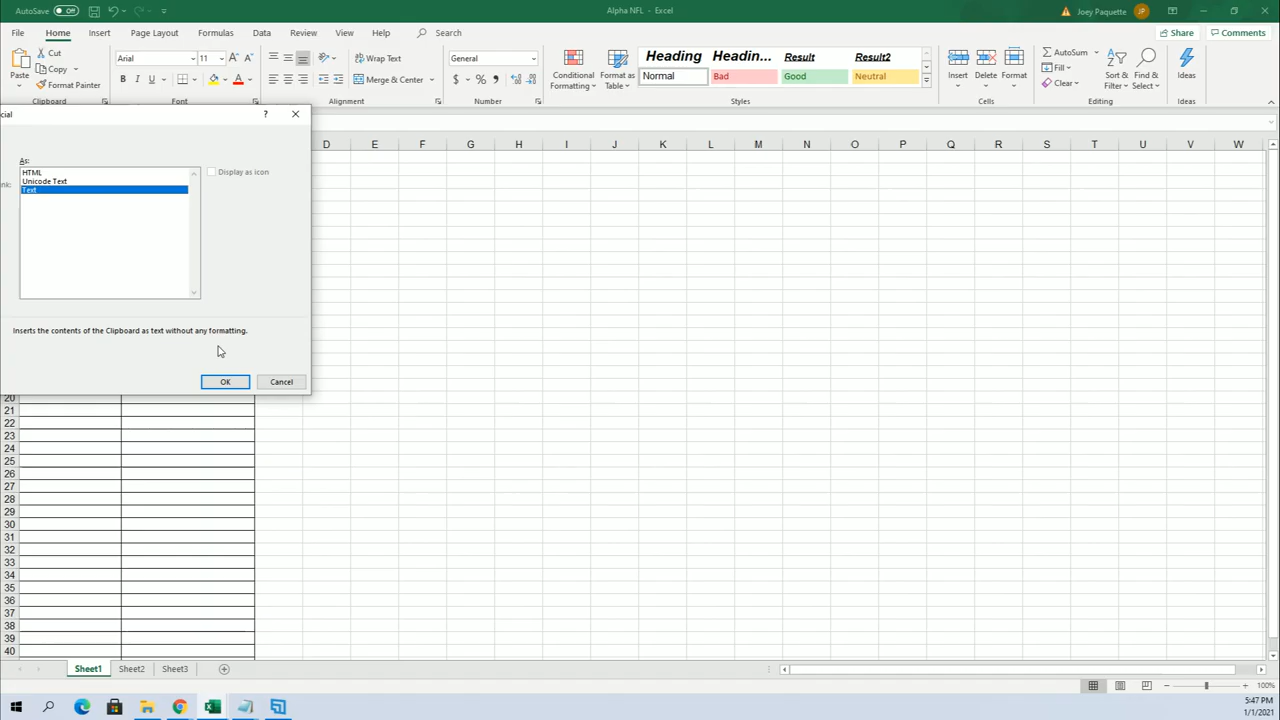 AutoSave Off Alpha NFL - Excel Joey Paquette JP
File Home Insert Page Layout Formulas Data Review View Help Search Share Comments
Paste Cut Copy Format Painter Clipboard
Arial 11 A A B I U A Font
Wrap Text Merge & Center Alignment
General $ % Number
Conditional Formatting Format as Table
Heading Headin... Result Result2
Normal Bad Good Neutral
Styles
Insert Delete Format Cells
AutoSum Fill Clear Sort & Filter Find & Select Editing
Ideas Ideas
cial ?
As:
HTML
Unicode Text
Text
nk:
Display as icon
Inserts the contents of the Clipboard as text without any formatting.
OK Cancel
D E F G H I J K L M N O P Q R S T U V W
20
21
22
23
24
25
26
27
28
29
30
31
32
33
34
35
36
37
38
39
40
Sheet1 Sheet2 Sheet3
100%
5:47 PM
1/1/2021